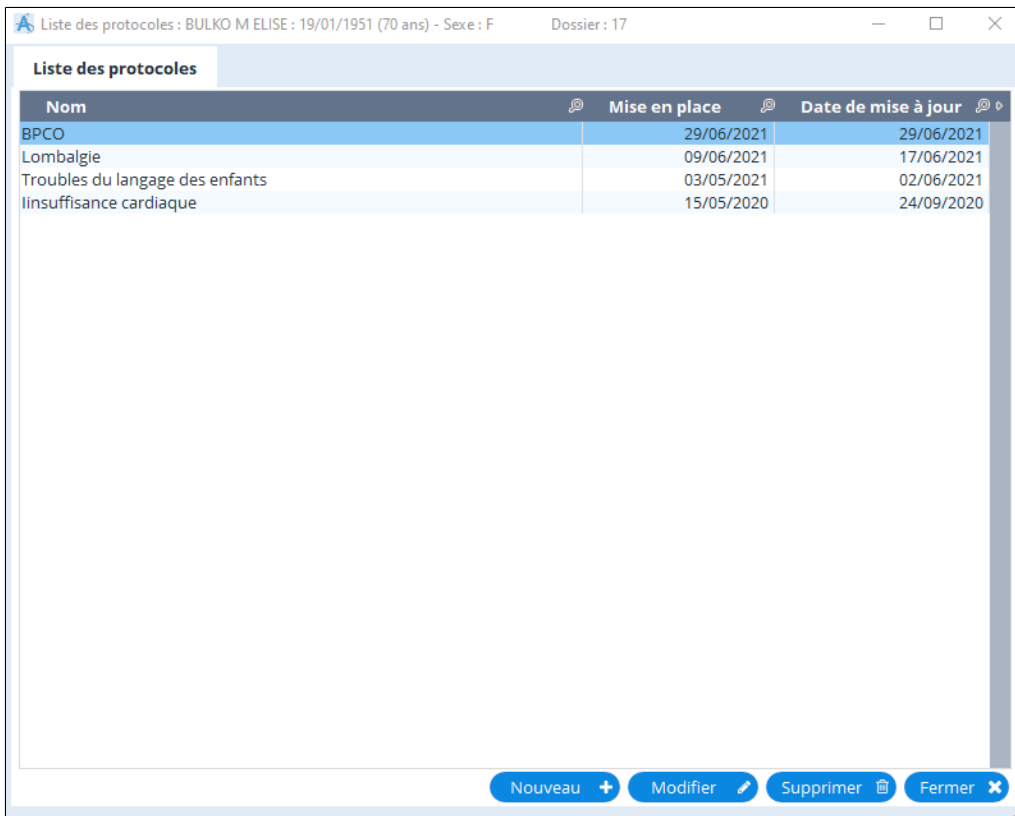 Liste des protocoles : BULKO M ELISE : 19/01/1951 (70 ans) - Sexe : F Dossier : 17
Liste des protocoles
Nom Mise en place Date de mise à jour
BPCO 29/06/2021 29/06/2021
Lombalgie 09/06/2021 17/06/2021
Troubles du langage des enfants 03/05/2021 02/06/2021
Iinsuffisance cardiaque 15/05/2020 24/09/2020
Nouveau Modifier Supprimer Fermer